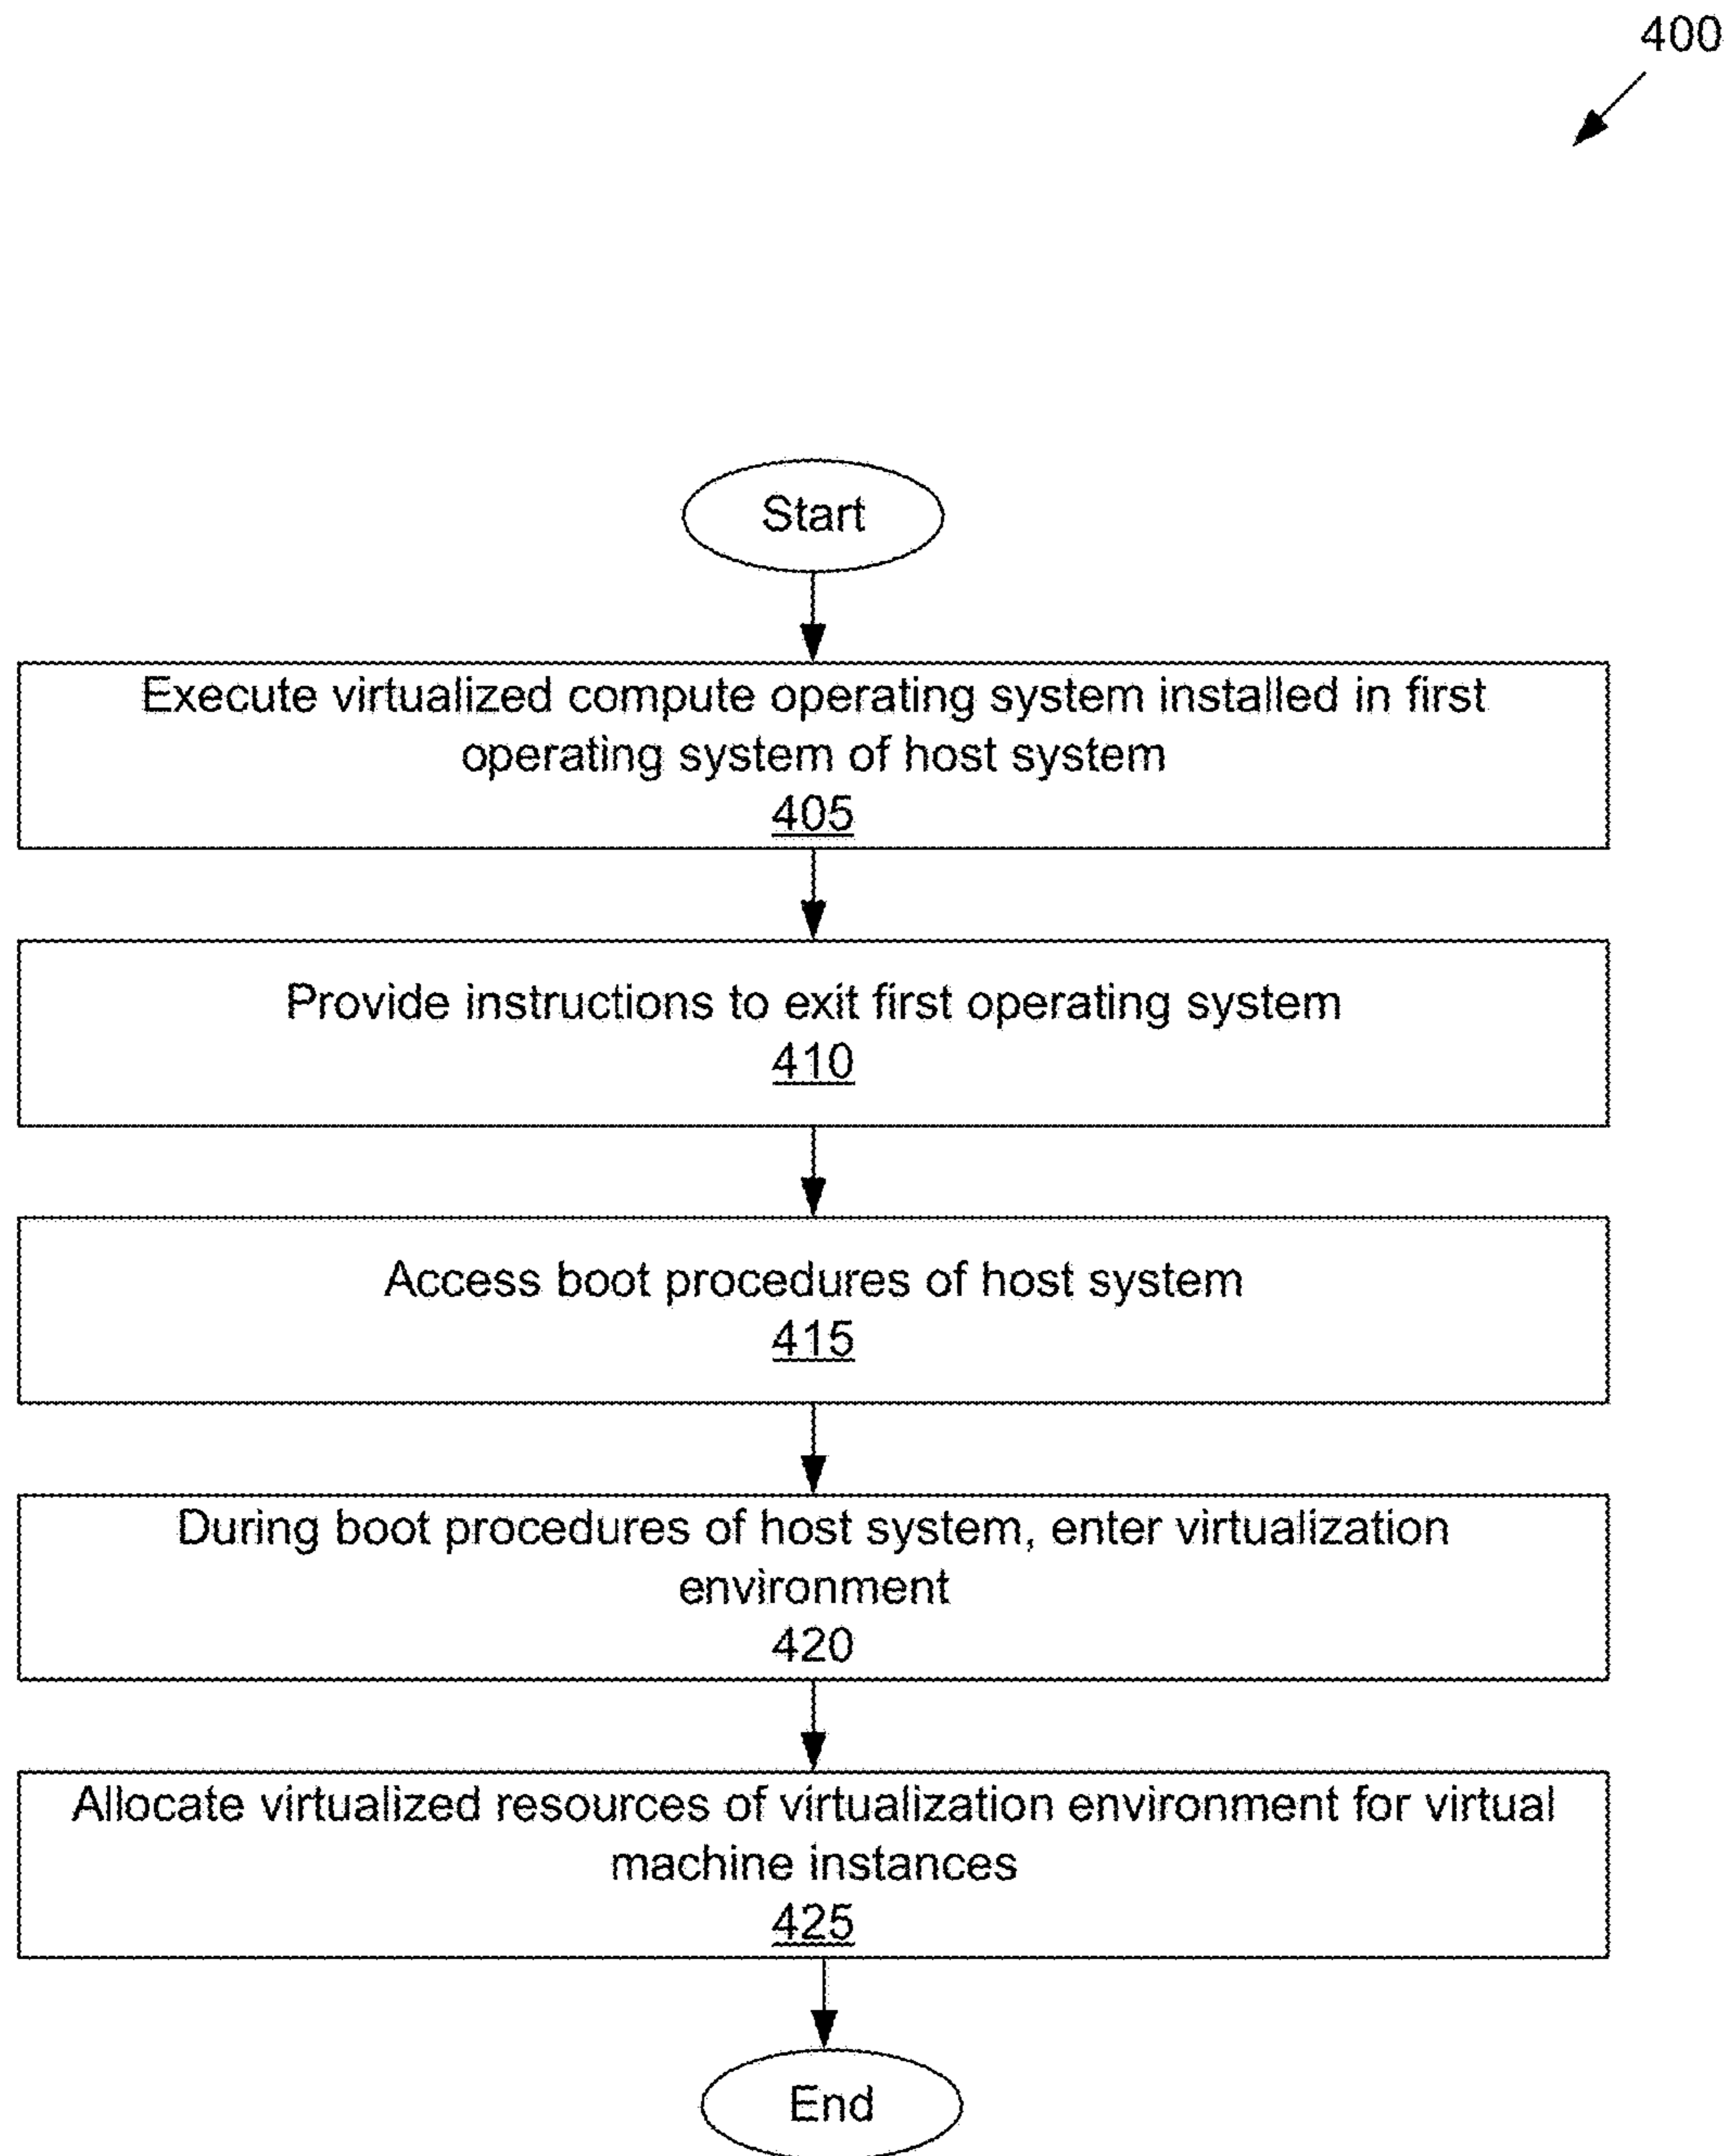 400
Start
Execute virtualized compute operating system installed in first
operating system of host system
405
Provide instructions to exit first operating system
410
Access boot procedures of host system
415
During boot procedures of host system, enter virtualization
environment
420
Allocate virtualized resources of virtualization environment for virtual
machine instances
425
End